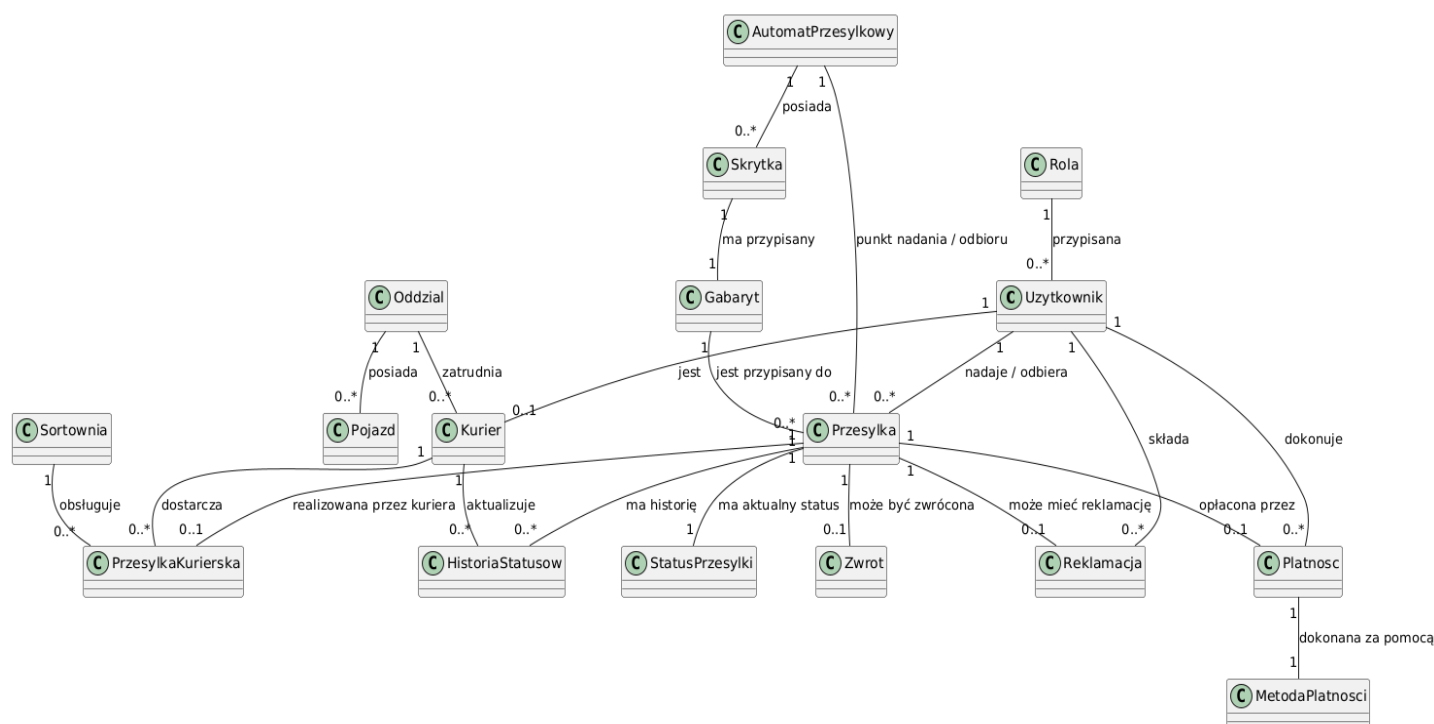 C AutomatPrzesylkowy
1 1
posiada
0..*
C Skrytka
C Rola
1 1
ma przypisany punkt nadania / odbioru przypisana
1 0..*
C Oddzial
C Gabaryt
C Uzytkownik
1
1 1 1 1 1 1
posiada zatrudnia jest jest przypisany do nadaje / odbiera
0..* 0..* 0..1 0..* 0..*
C Sortownia
C Pojazd
C Kurier
0..*
C Przesylka
składa dokonuje
1 1 1 1
1 1 1 1 1
obsługuje dostarcza realizowana przez kuriera aktualizuje ma historię ma aktualny status może być zwrócona może mieć reklamację opłacona przez
0..* 0..* 0..1 0..* 0..* 1 0..1 0..1 0..* 0..1 0..*
C PrzesylkaKurierska
C HistoriaStatusow
C StatusPrzesylki
C Zwrot
C Reklamacja
C Platnosc
1
dokonana za pomocą
1
C MetodaPlatnosci